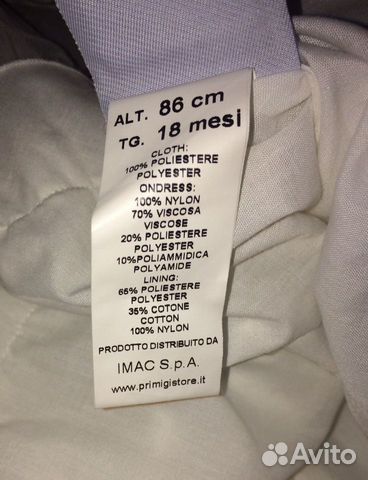 ALT. 86 cm
TG. 18 mesi
CLOTH:
100% POLIESTERE
POLYESTER
ONDRESS:
100% NYLON
70% VISCOSA
VISCOSE
20% POLIESTERE
POLYESTER
10%POLIAMMIDICA
POLYAMIDE
LINING:
65% POLIESTERE
POLYESTER
35% COTONE
COTTON
100% NYLON
PRODOTTO DISTRIBUITO DA
IMAC S.p.A.
www.primigistore.it
Avito